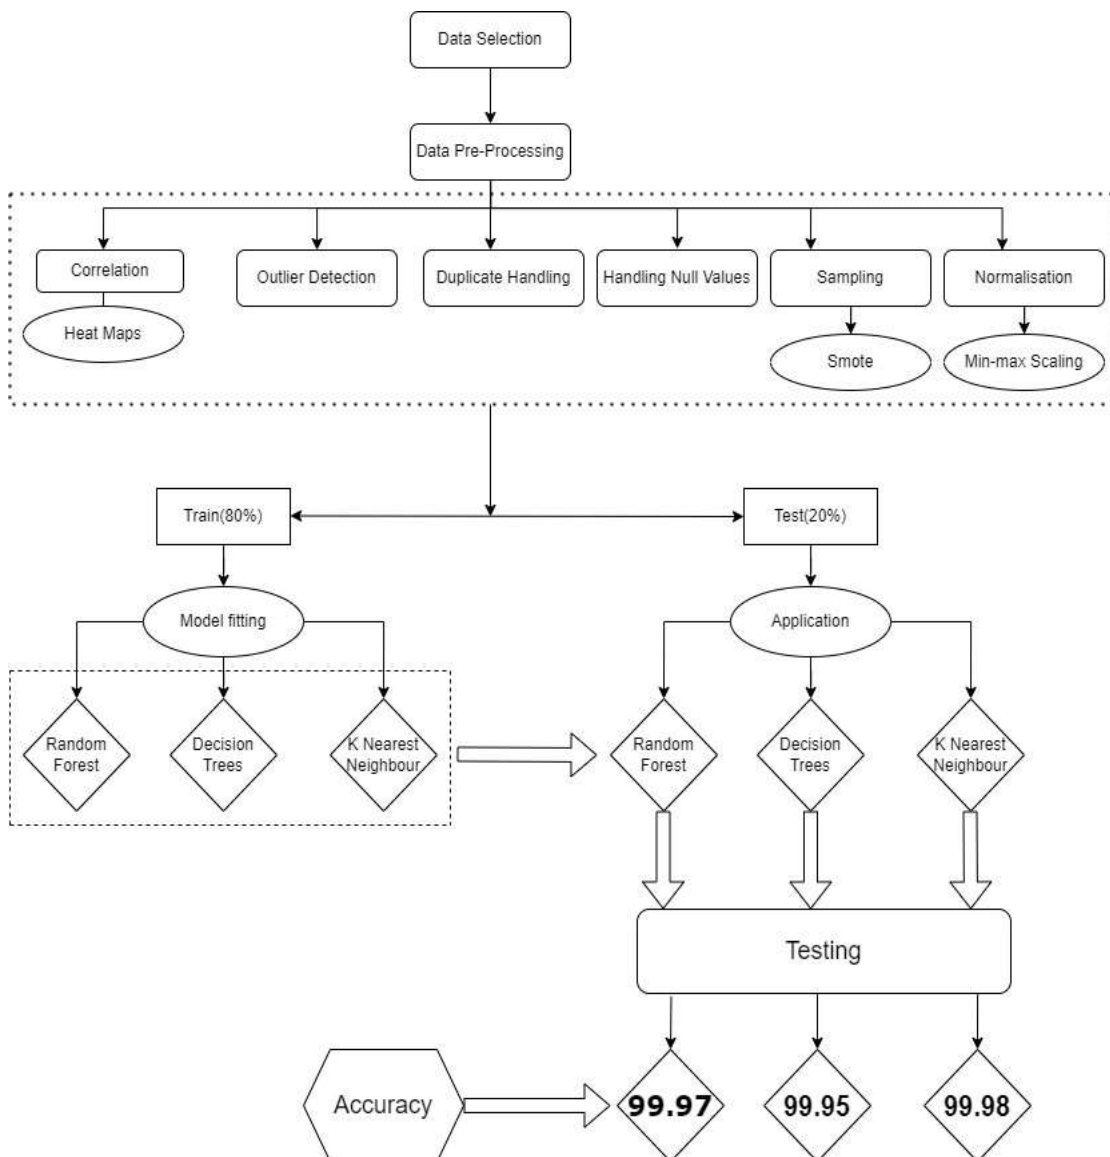 Data Selection
Data Pre-Processing
Correlation
Outlier Detection
Duplicate Handling
Handling Null Values
Sampling
Normalisation
Heat Maps
Smote
Min-max Scaling
Train(80%)
Test(20%)
Model fitting
Application
Random
Forest
Decision
Trees
K Nearest
Neighbour
Random
Forest
Decision
Trees
K Nearest
Neighbour
Testing
Accuracy
99.97
99.95
99.98